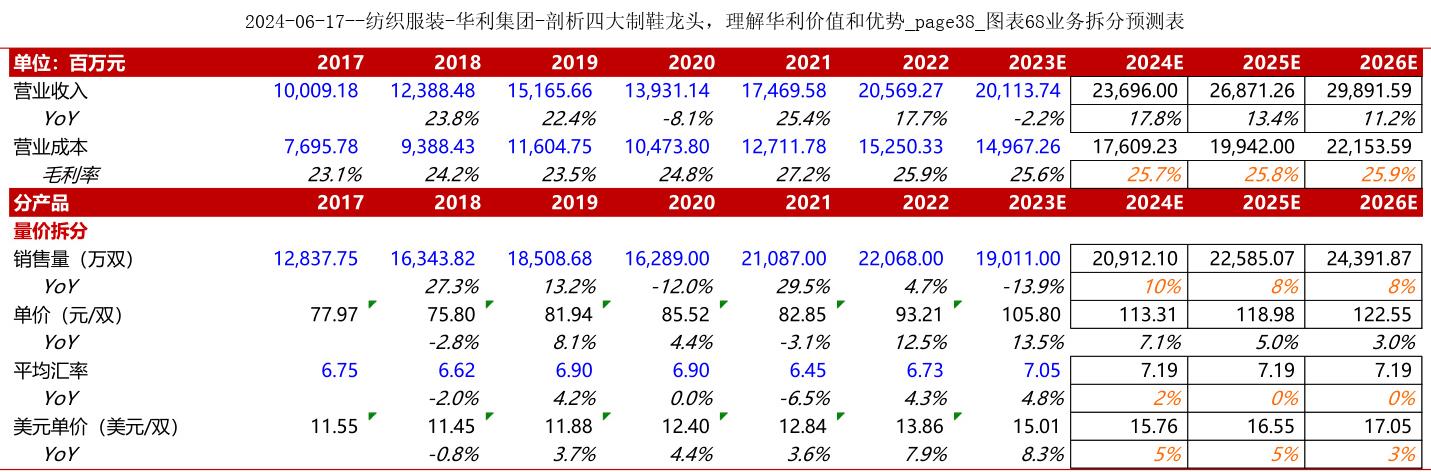 2024-06-17--纺织服装-华利集团-剖析四大制鞋龙头，理解华利价值和优势_page38_图表68业务拆分预测表
单位：百万元 2017 2018 2019 2020 2021 2022 2023E 2024E 2025E 2026E
营业收入 10,009.18 12,388.48 15,165.66 13,931.14 17,469.58 20,569.27 20,113.74 23,696.00 26,871.26 29,891.59
YoY 23.8% 22.4% -8.1% 25.4% 17.7% -2.2% 17.8% 13.4% 11.2%
营业成本 7,695.78 9,388.43 11,604.75 10,473.80 12,711.78 15,250.33 14,967.26 17,609.23 19,942.00 22,153.59
毛利率 23.1% 24.2% 23.5% 24.8% 27.2% 25.9% 25.6% 25.7% 25.8% 25.9%
分产品 2017 2018 2019 2020 2021 2022 2023E 2024E 2025E 2026E
量价拆分
销售量（万双） 12,837.75 16,343.82 18,508.68 16,289.00 21,087.00 22,068.00 19,011.00 20,912.10 22,585.07 24,391.87
YoY 27.3% 13.2% -12.0% 29.5% 4.7% -13.9% 10% 8% 8%
单价（元/双） 77.97 75.80 81.94 85.52 82.85 93.21 105.80 113.31 118.98 122.55
YoY -2.8% 8.1% 4.4% -3.1% 12.5% 13.5% 7.1% 5.0% 3.0%
平均汇率 6.75 6.62 6.90 6.90 6.45 6.73 7.05 7.19 7.19 7.19
YoY -2.0% 4.2% 0.0% -6.5% 4.3% 4.8% 2% 0% 0%
美元单价（美元/双） 11.55 11.45 11.88 12.40 12.84 13.86 15.01 15.76 16.55 17.05
YoY -0.8% 3.7% 4.4% 3.6% 7.9% 8.3% 5% 5% 3%